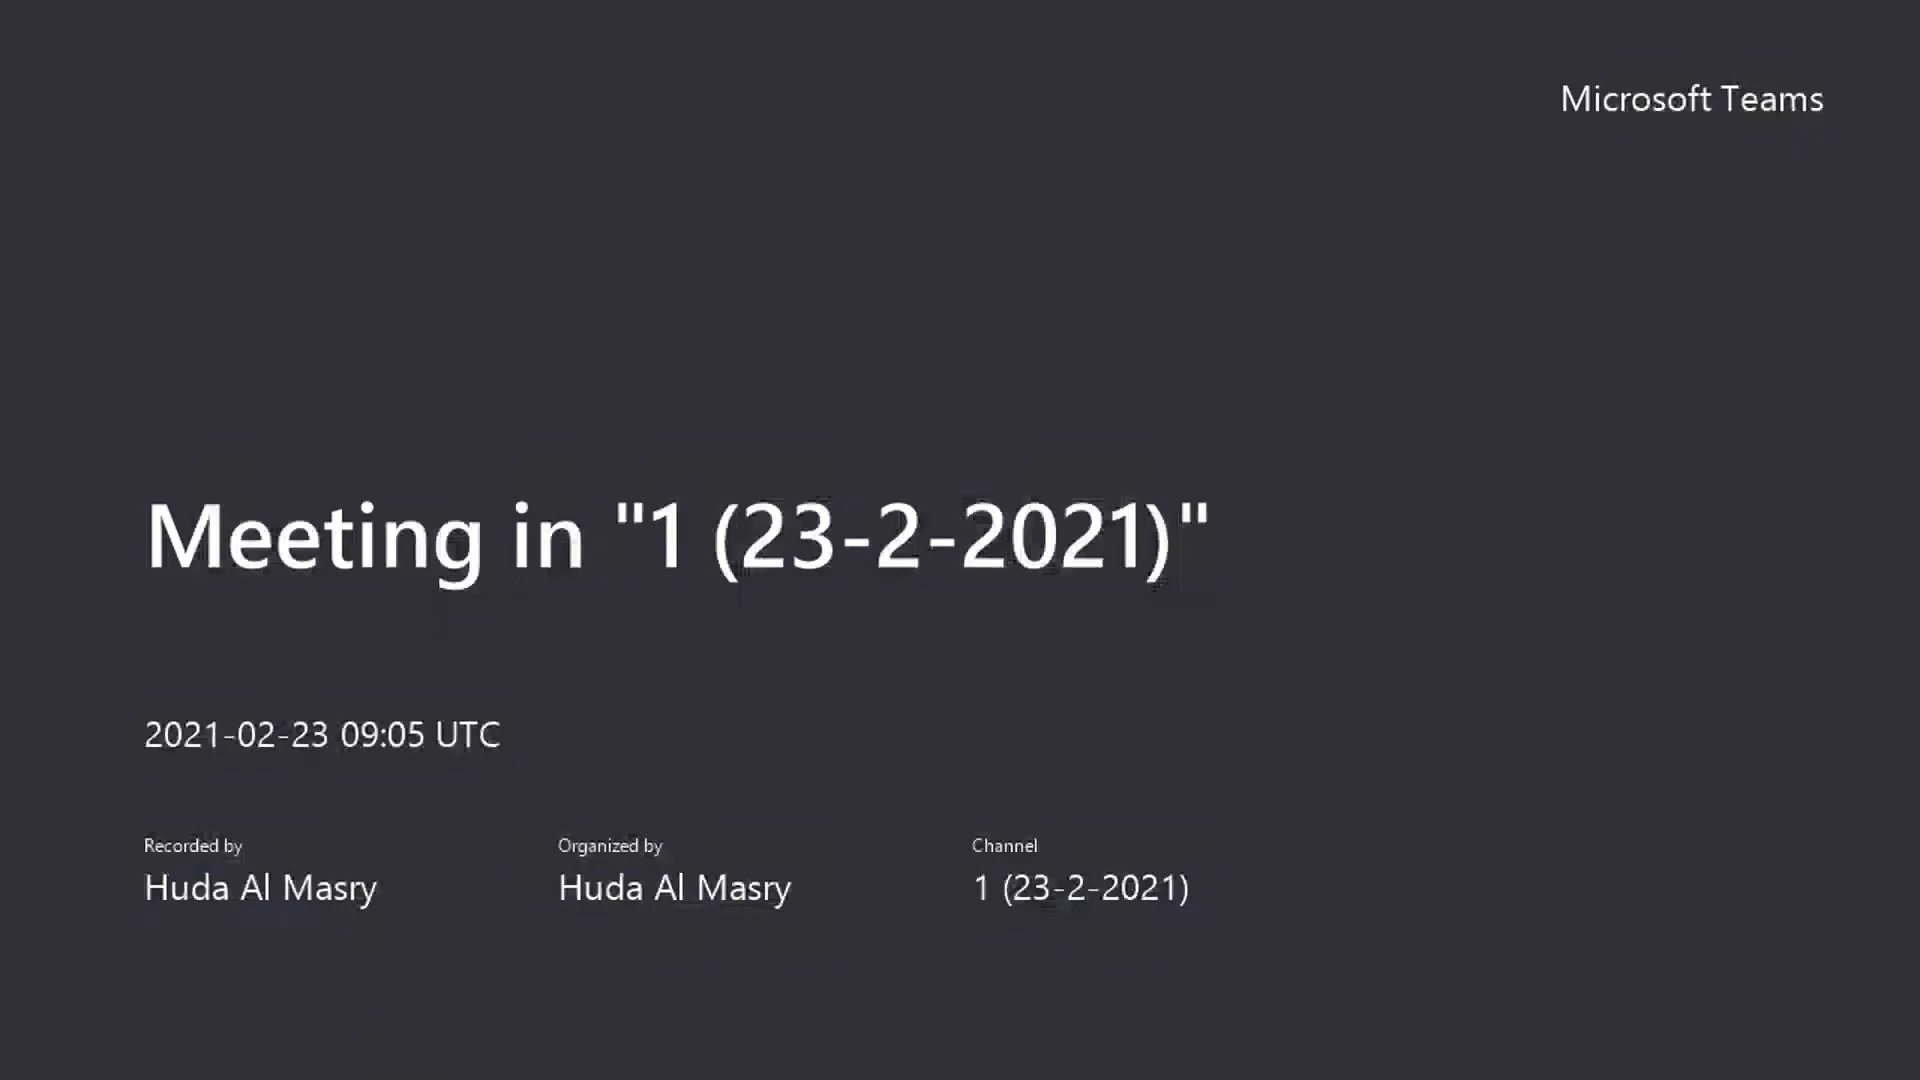 Microsoft Teams
Meeting in "1 (23-2-2021)"
2021-02-23 09:05 UTC
Recorded by
Huda Al Masry
Organized by
Huda Al Masry
Channel
1 (23-2-2021)